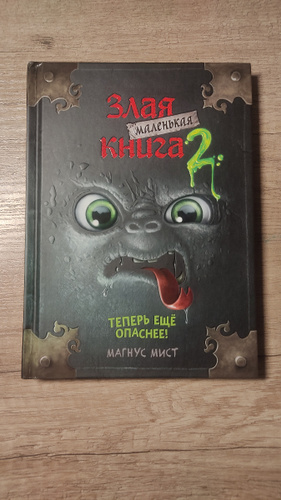 Злая
маленькая
книга 2
ТЕПЕРЬ ЕЩЁ
ОПАСНЕЕ!
МАГНУС МИСТ